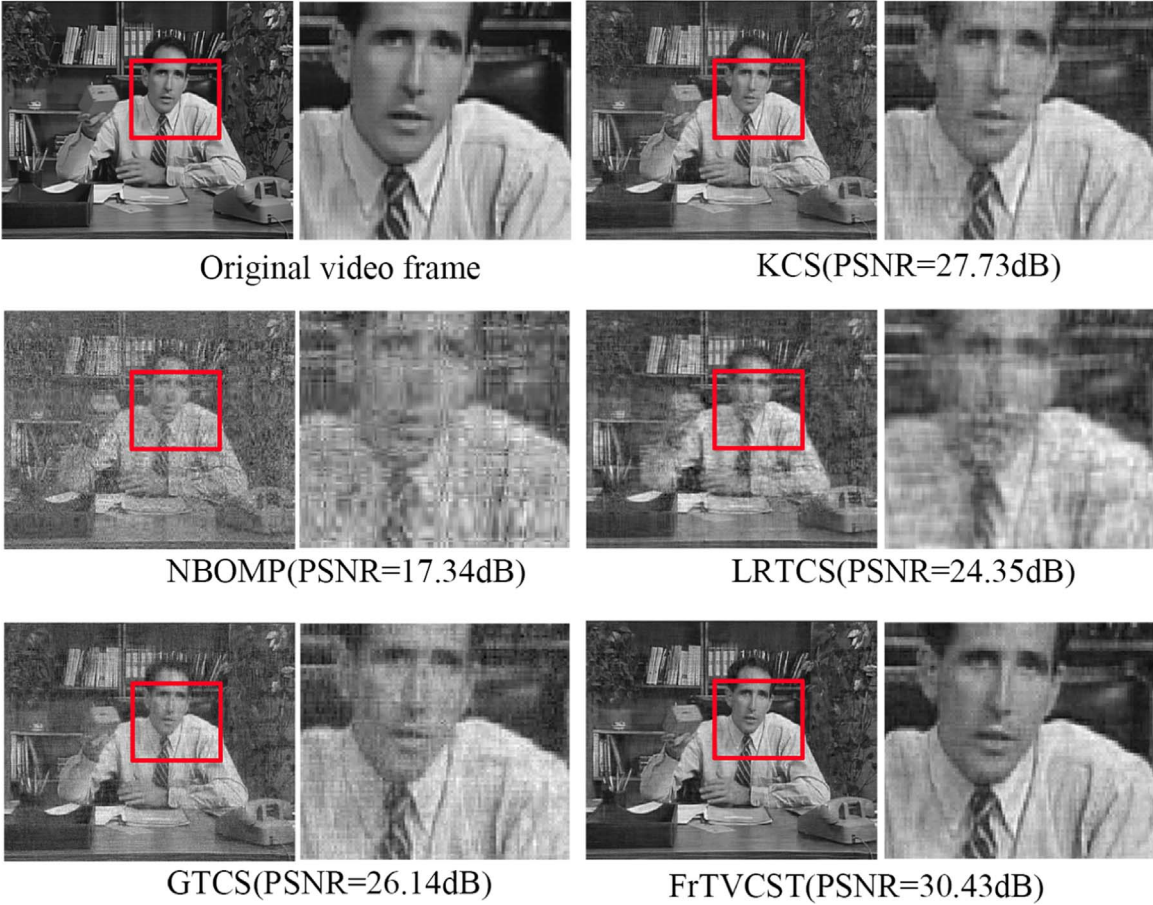 Original video frame
KCS(PSNR=27.73dB)
NBOMP(PSNR=17.34dB)
LRTCS(PSNR=24.35dB)
GTCS(PSNR=26.14dB)
FrTVCST(PSNR=30.43dB)